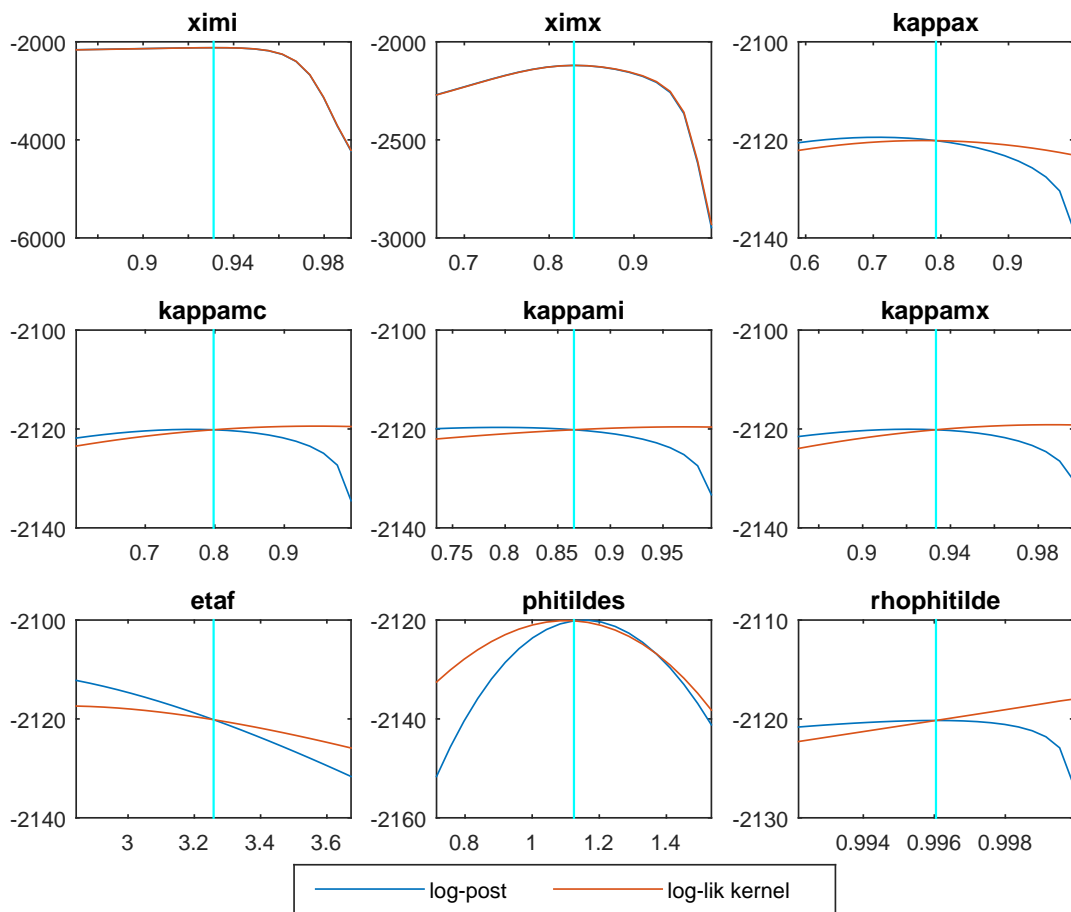 ximi
ximx
kappax
-2000
-4000
-6000
0.9 0.94 0.98
-2000
-2500
-3000
0.7 0.8 0.9
-2100
-2120
-2140
0.6 0.7 0.8 0.9
kappamc
kappami
kappamx
-2100
-2120
-2140
0.7 0.8 0.9
-2100
-2120
-2140
0.75 0.8 0.85 0.9 0.95
-2100
-2120
-2140
0.9 0.94 0.98
etaf
phitildes
rhophitilde
-2100
-2120
-2140
3 3.2 3.4 3.6
-2120
-2140
-2160
0.8 1 1.2 1.4
-2110
-2120
-2130
0.994 0.996 0.998
log-post log-lik kernel